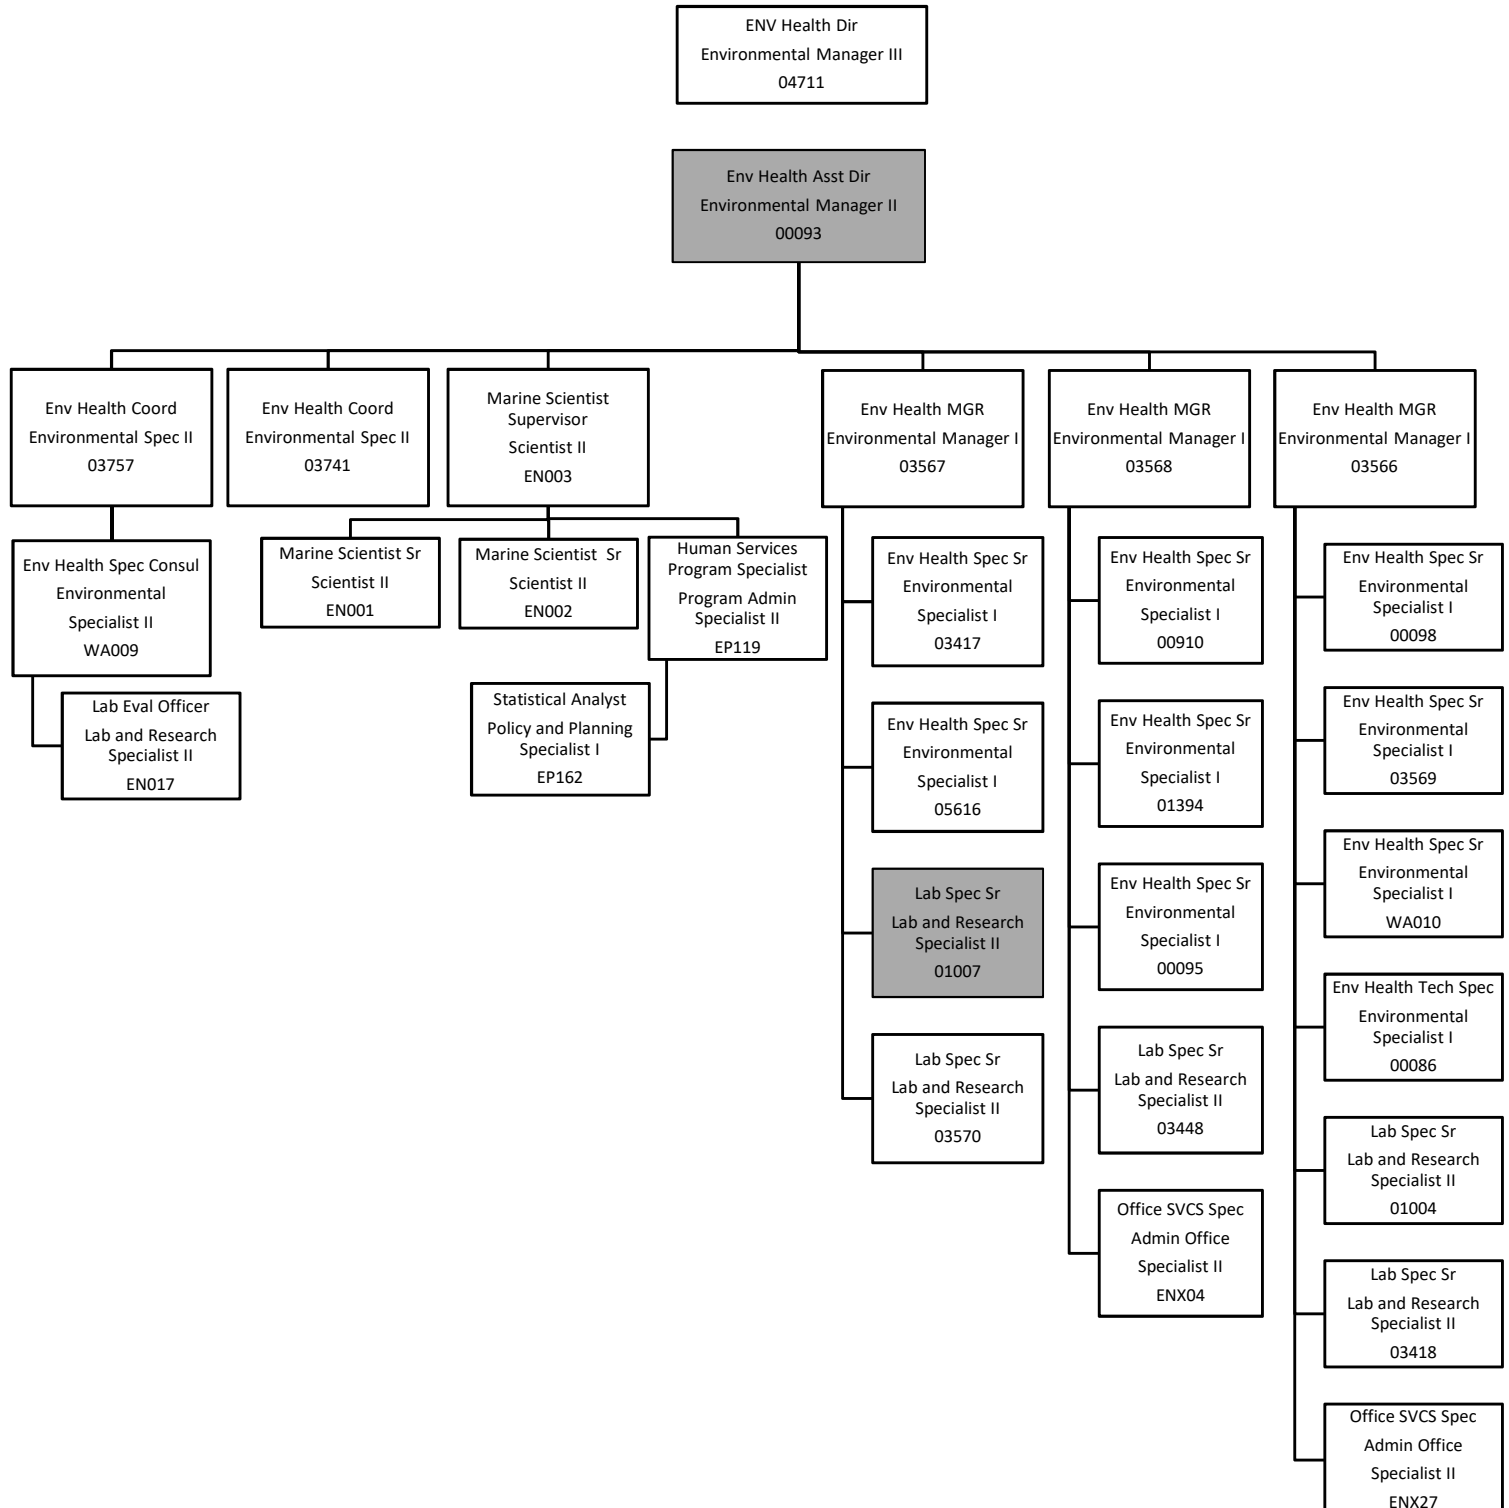 ENV Health Dir
Environmental Manager III
04711
Env Health Asst Dir
Environmental Manager II
00093
Env Health Coord
Environmental Spec II
03757
Env Health Coord
Environmental Spec II
03741
Marine Scientist
Supervisor
Scientist II
EN003
Env Health MGR
Environmental Manager I
03567
Env Health MGR
Environmental Manager I
03568
Env Health MGR
Environmental Manager I
03566
Env Health Spec Consul
Environmental
Specialist II
WA009
Lab Eval Officer
Lab and Research
Specialist II
EN017
Marine Scientist Sr
Scientist II
EN001
Marine Scientist Sr
Scientist II
EN002
Human Services
Program Specialist
Program Admin
Specialist II
EP119
Statistical Analyst
Policy and Planning
Specialist I
EP162
Env Health Spec Sr
Environmental
Specialist I
03417
Env Health Spec Sr
Environmental
Specialist I
05616
Lab Spec Sr
Lab and Research
Specialist II
01007
Lab Spec Sr
Lab and Research
Specialist II
03570
Env Health Spec Sr
Environmental
Specialist I
00910
Env Health Spec Sr
Environmental
Specialist I
01394
Env Health Spec Sr
Environmental
Specialist I
00095
Lab Spec Sr
Lab and Research
Specialist II
03448
Office SVCS Spec
Admin Office
Specialist II
ENX04
Env Health Spec Sr
Environmental
Specialist I
00098
Env Health Spec Sr
Environmental
Specialist I
03569
Env Health Spec Sr
Environmental
Specialist I
WA010
Env Health Tech Spec
Environmental
Specialist I
00086
Lab Spec Sr
Lab and Research
Specialist II
01004
Lab Spec Sr
Lab and Research
Specialist II
03418
Office SVCS Spec
Admin Office
Specialist II
ENX27